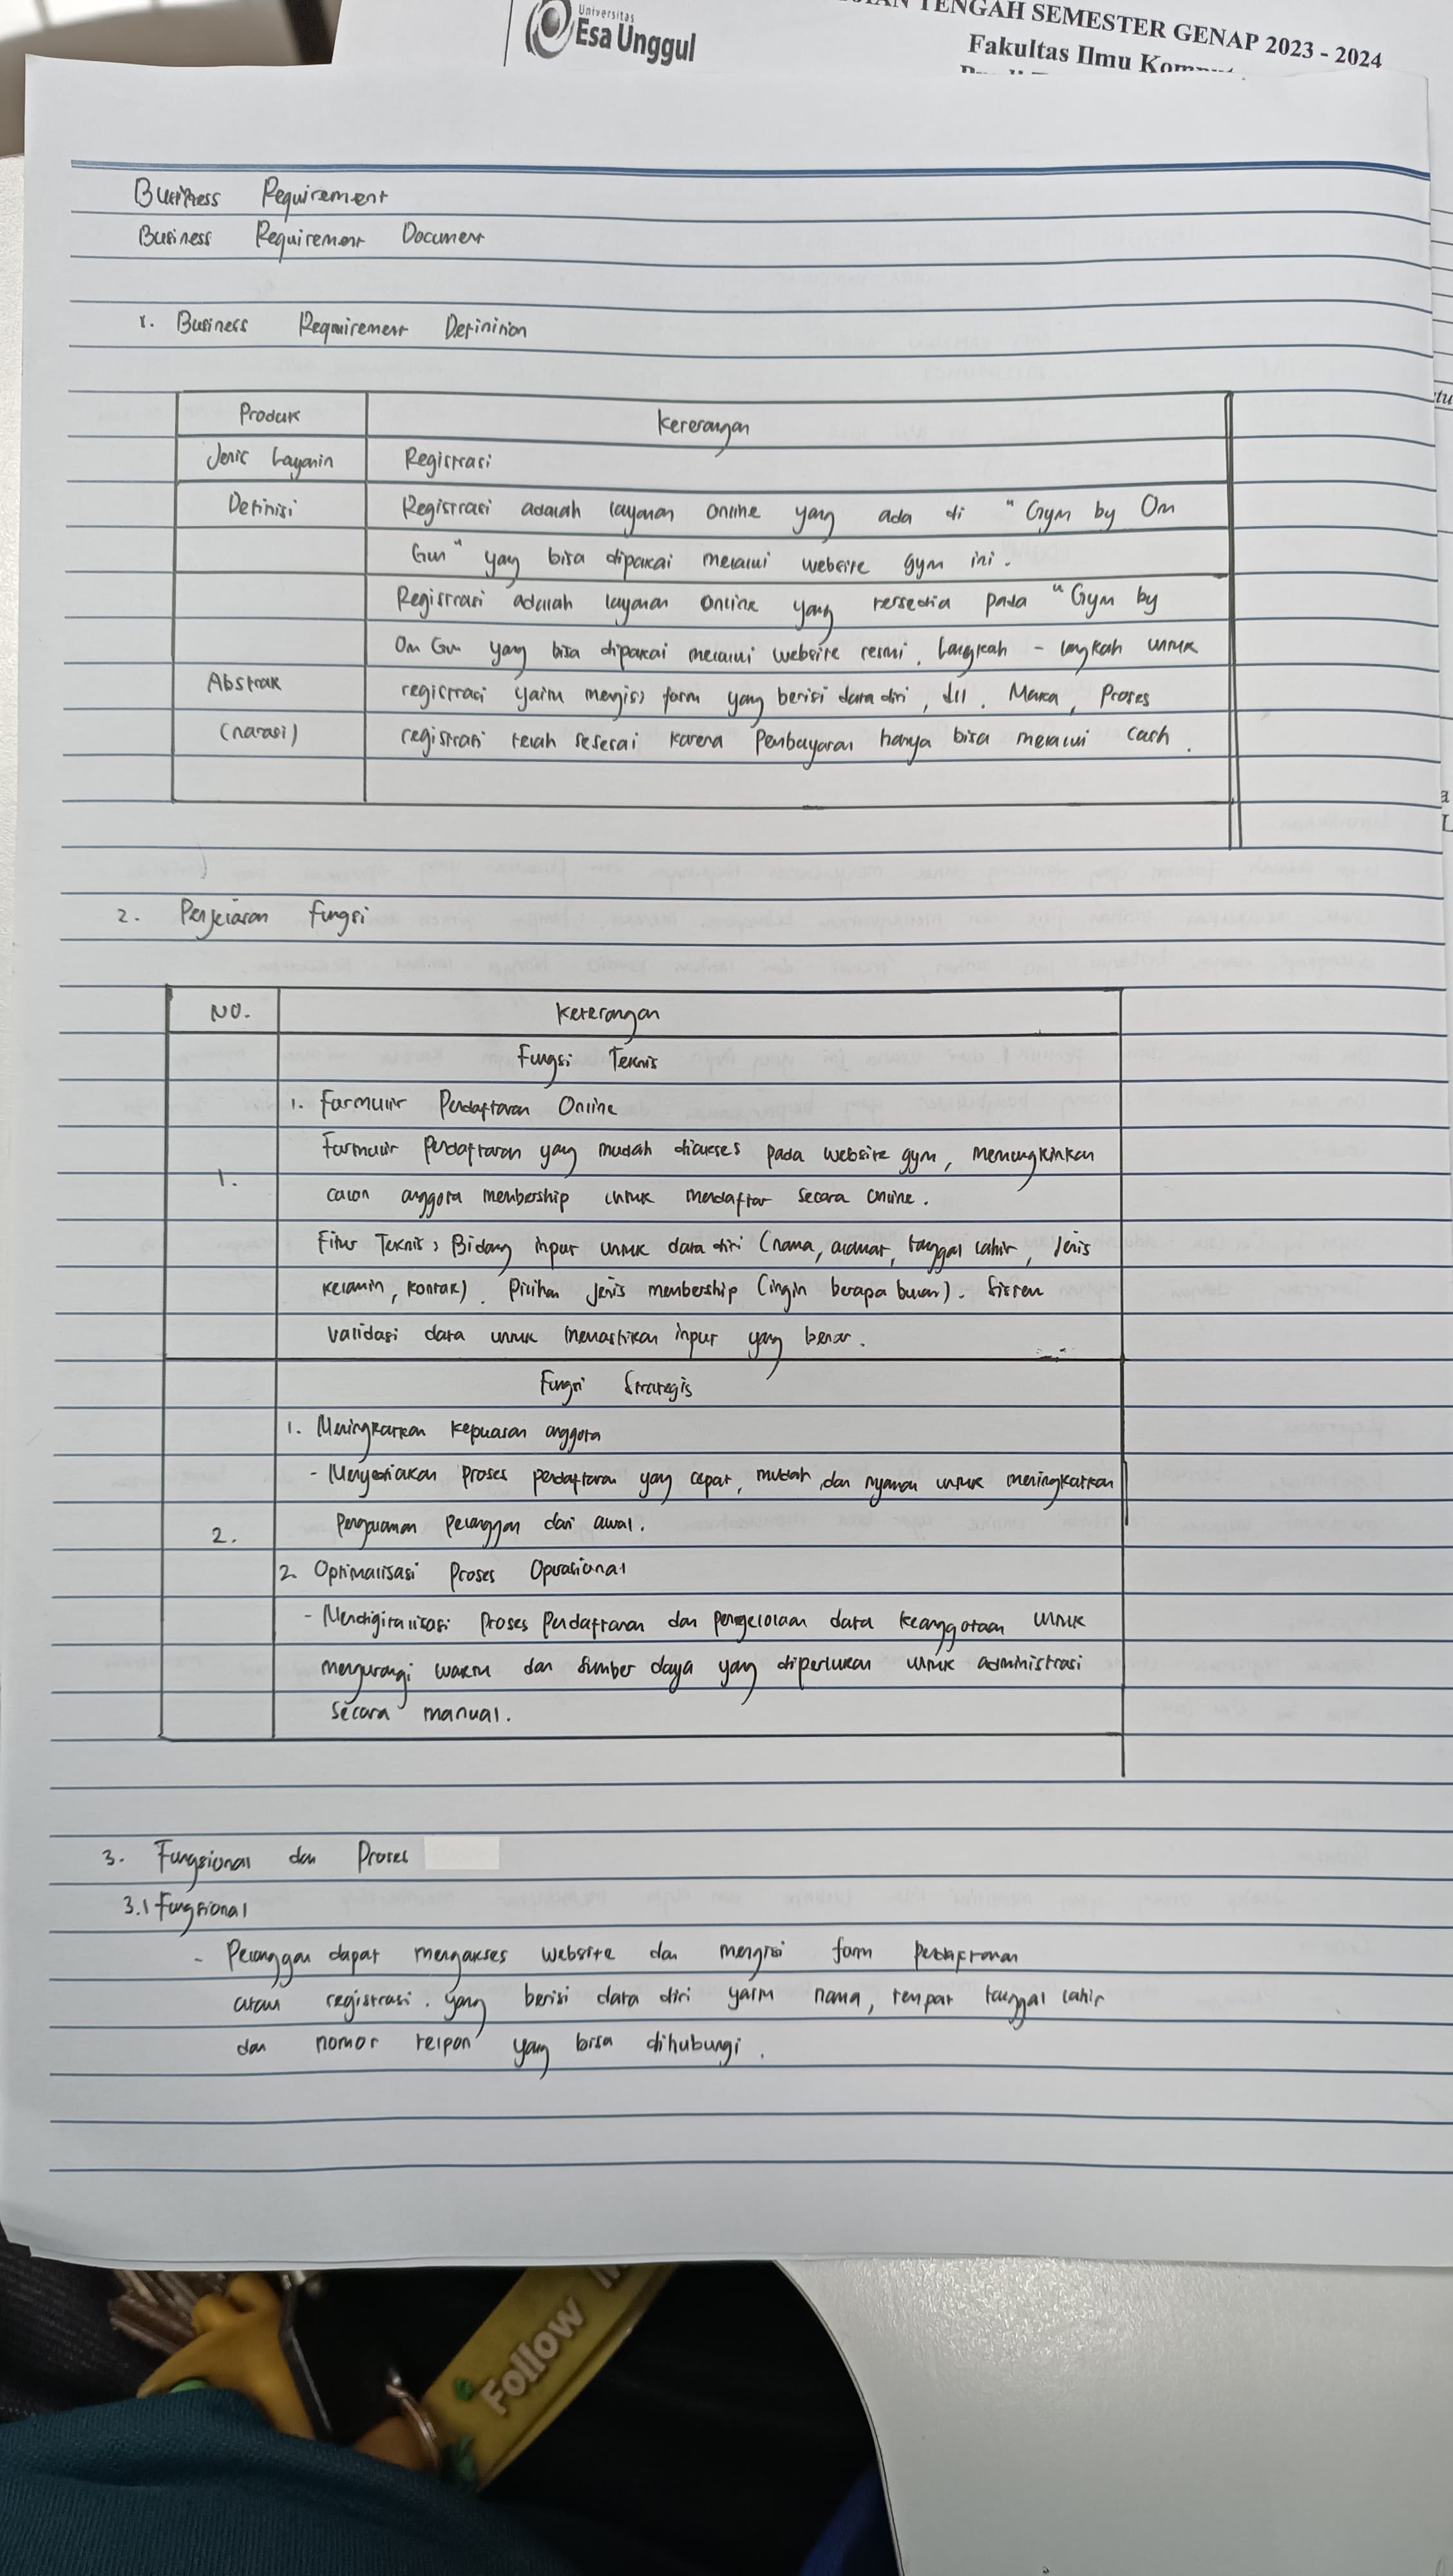 Universitas
Esa Unggul
TENGAH SEMESTER GENAP 2023 - 2024
Fakultas Ilmu
Business Requirement
Business Requirement Document
1. Business Requirement Definition
Produk Keterangan
Jenis Layanin Registrasi
Definisi Registrasi adalah layanan online yang ada di "Gym by Om
Gun" yang bisa dipakai melalui website gym ini.
Registrasi adalah layanan online yang tersedia pada "Gym by
Om Gun yang bisa dipakai melalui website resmi. Langkah - langkah untuk
Abstrak registrasi yaitu mengisi form yang berisi data diri, dll. Maka, Proses
(narasi) registrasi telah selesai karena Pembayaran hanya bisa melalui cash.
2. Penjelasan Fungsi
NO. Keterangan
Fungsi Teknis
1. Formulir Pendaftaran Online
Formulir Pendaftaran yang mudah diakses pada website gym, memungkinkan
1.
calon anggota membership untuk mendaftar secara online.
Fitur Teknis: Bidang input untuk data diri (nama, alamat, tanggal lahir, Jenis
kelamin, kontak). Pilihan jenis membership (ingin berapa bulan). Sistem
validasi data untuk memastikan input yang benar.
Fungsi Strategis
1. Meningkatkan kepuasan anggota
- Menyediakan proses pendaftaran yang cepat, mudah, dan nyaman untuk meningkatkan
pengalaman pelanggan dari awal.
2.
2. Optimalisasi Proses Operasional
- Mendigitalisasi proses pendaftaran dan pengelolaan data keanggotaan untuk
mengurangi waktu dan sumber daya yang diperlukan untuk administrasi
secara manual.
3. Fungsional dan Proses
3.1 Fungsional
- Pelanggan dapat mengakses website dan mengisi form pendaftaran
atau registrasi. yang berisi data diri yaitu nama, tempat tanggal lahir
dan nomor telpon yang bisa dihubungi.
Follow